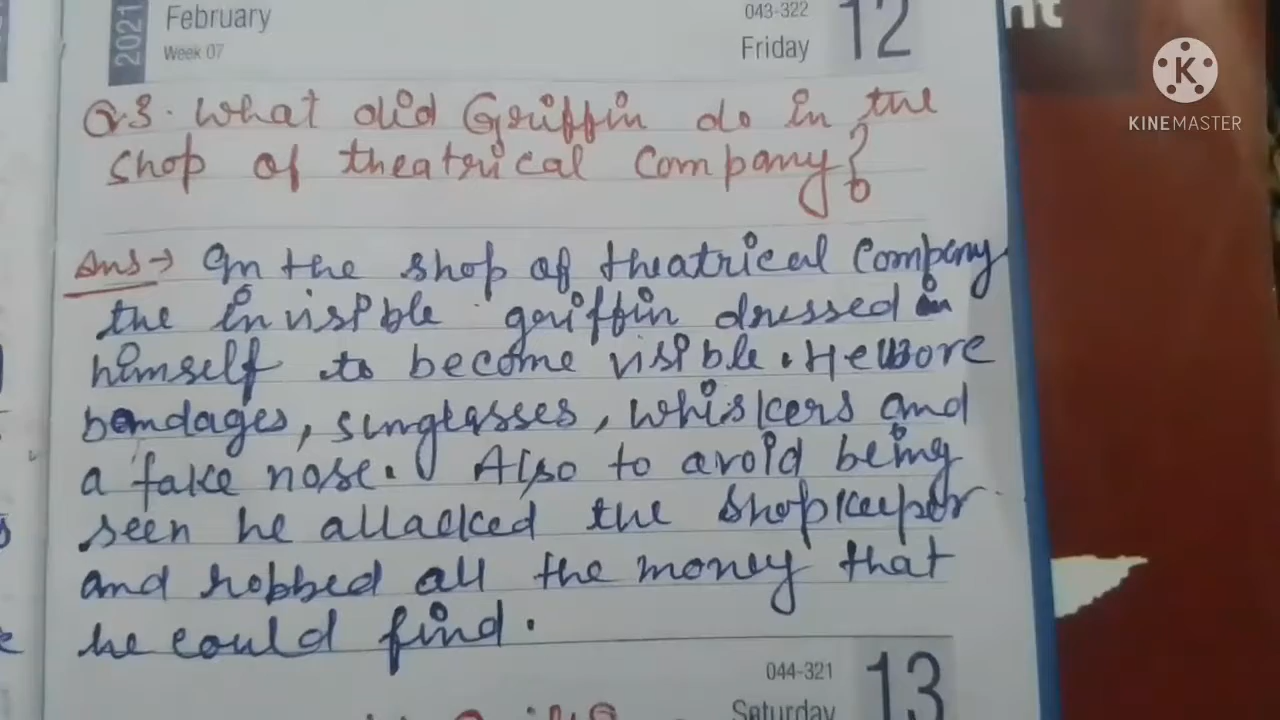 2021
February
Week 07
043-322
Friday
12
nt
KINEMASTER
Q.3. What did Griffin do in the
shop of theatrical company?
Ans→ In the shop of theatrical company
the invisible griffin dressed in
himself to become visible. He wore
bandages, sunglasses, whiskers and
a fake nose. Also to avoid being
seen he attacked the shopkeeper
and robbed all the money that
he could find.
044-321
Saturday
13